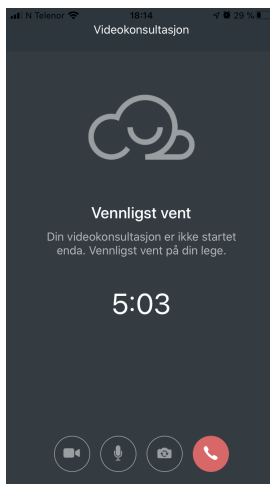 N Telenor 18:14 29 %
Videokonsultasjon
Vennligst vent
Din videokonsultasjon er ikke startet
enda. Vennligst vent på din lege.
5:03